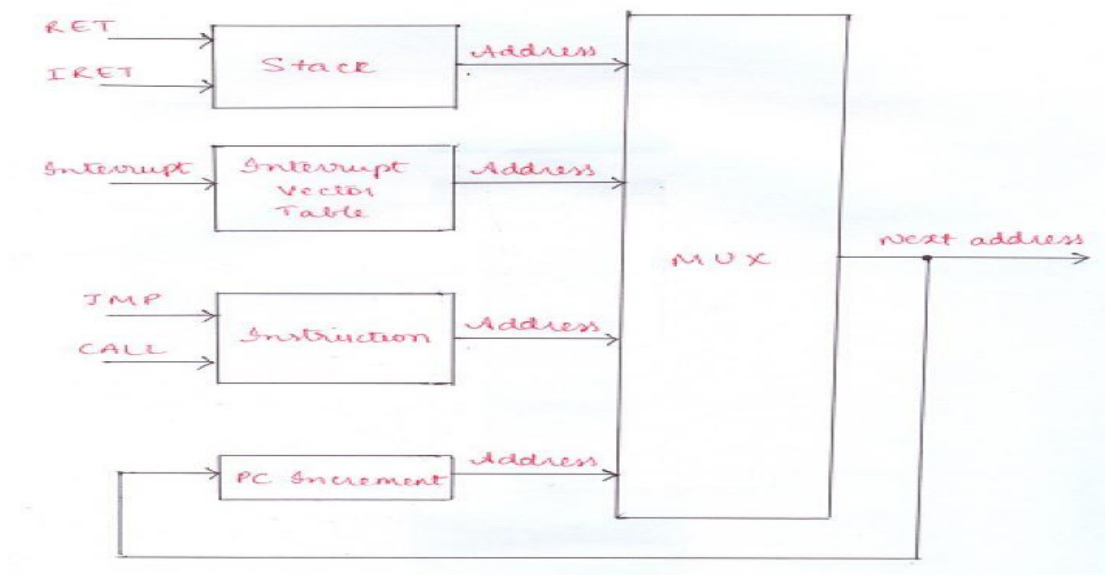 RET
IRET
Stack
Address
Interrupt
Interrupt
Vector
Table
Address
JMP
CALL
Instruction
Address
PC Increment
Address
MUX
Next address